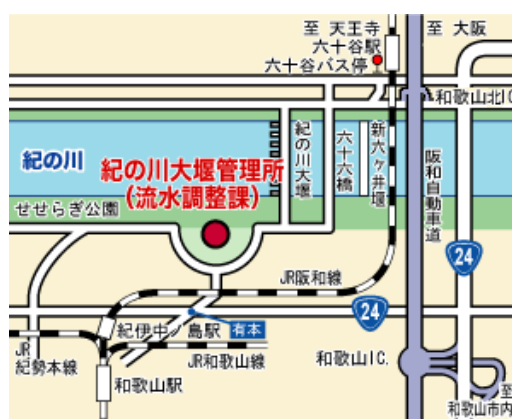 至 天王寺
六十谷駅
六十谷バス停
至 大阪
和歌山北IC
紀の川
紀の川大堰管理所
(流水調整課)
紀の川大堰
六十六橋
新六ヶ井堰
阪和自動車道
せせらぎ公園
24
JR阪和線
24
有本
紀伊中ノ島駅
JR
紀勢本線
JR和歌山線
和歌山IC.
和歌山駅
至
和歌山市内